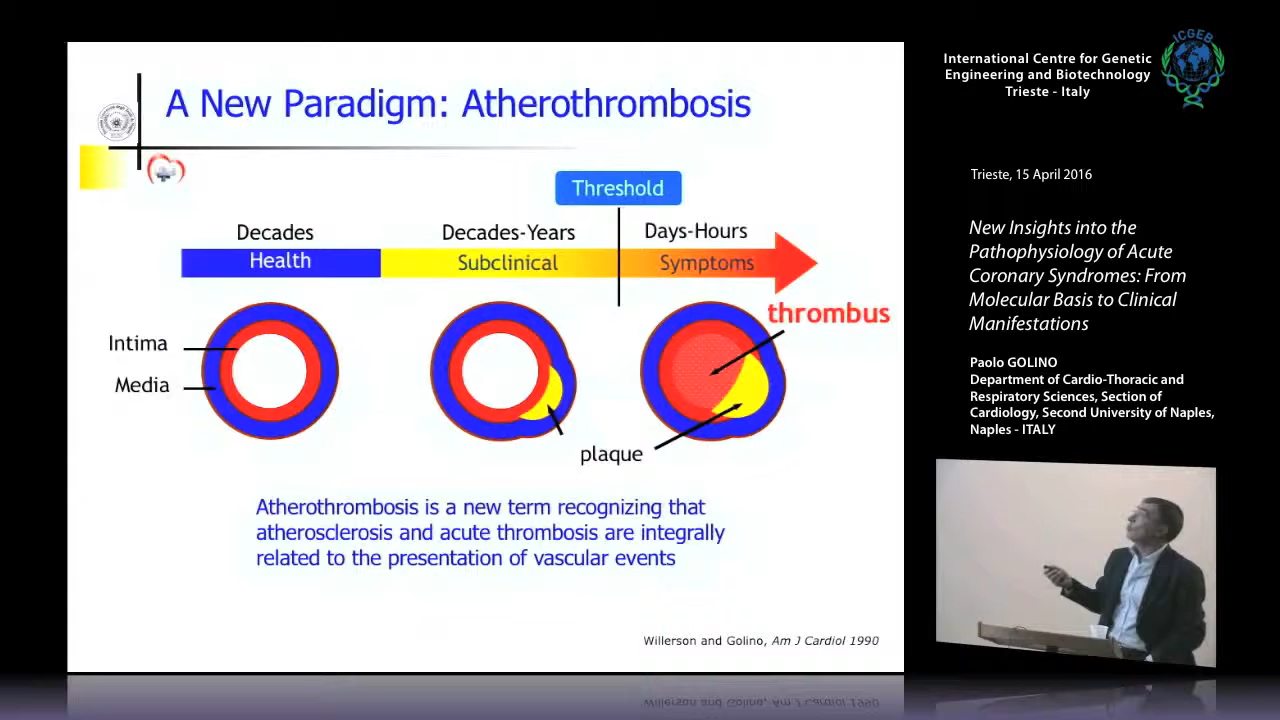 A New Paradigm: Atherothrombosis
Threshold
Decades
Decades-Years
Days-Hours
Health
Subclinical
Symptoms
thrombus
Intima
Media
plaque
Atherothrombosis is a new term recognizing that
atherosclerosis and acute thrombosis are integrally
related to the presentation of vascular events
Willerson and Golino, Am J Cardiol 1990
International Centre for Genetic
Engineering and Biotechnology
Trieste - Italy
ICGEB
Trieste, 15 April 2016
New Insights into the
Pathophysiology of Acute
Coronary Syndromes: From
Molecular Basis to Clinical
Manifestations
Paolo GOLINO
Department of Cardio-Thoracic and
Respiratory Sciences, Section of
Cardiology, Second University of Naples,
Naples - ITALY